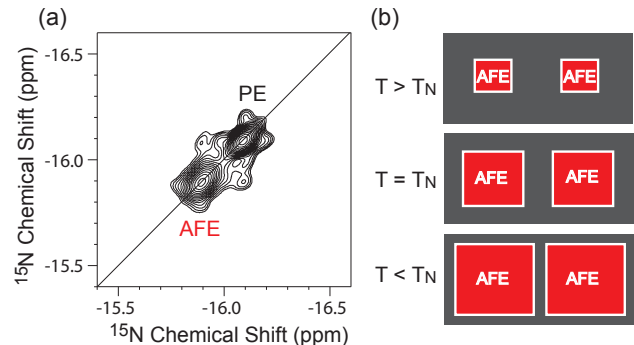 (a)
-16.5
-16.0
-15.5
¹⁵N Chemical Shift (ppm)
PE
AFE
-15.5
-16.0
-16.5
¹⁵N Chemical Shift (ppm)
(b)
T > TN
AFE
AFE
T = TN
AFE
AFE
T < TN
AFE
AFE